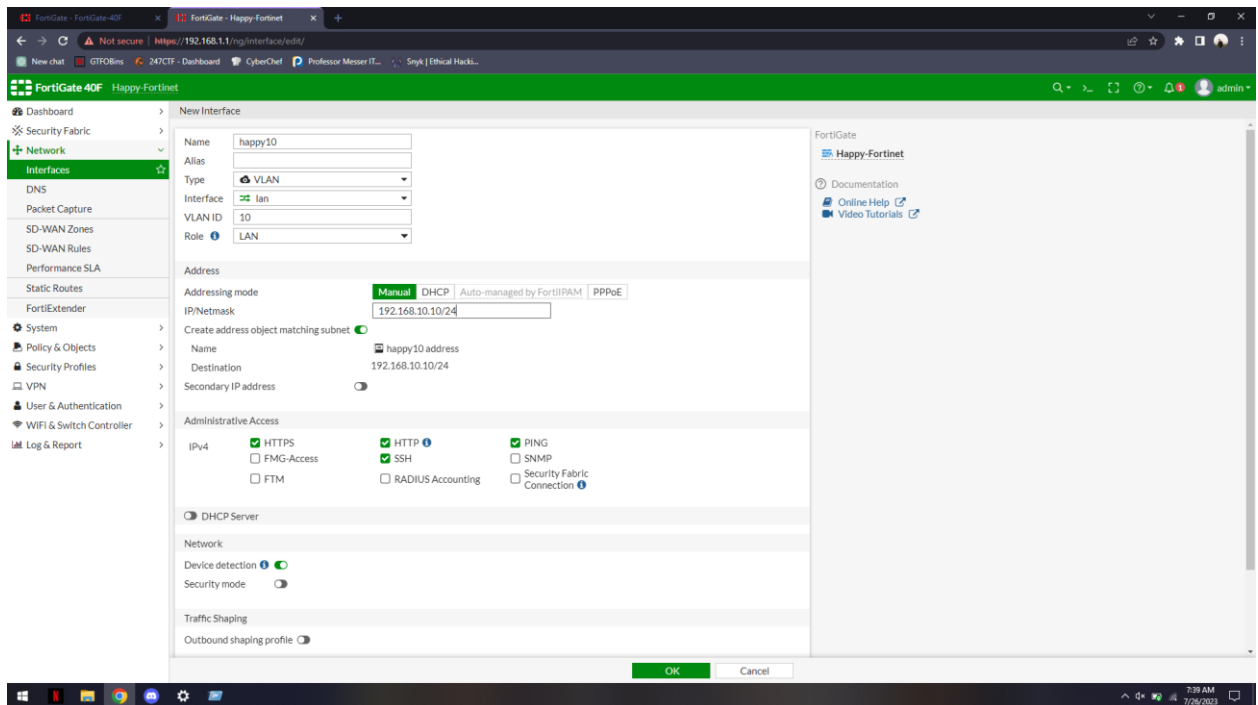 FortiGate - FortiGate-40F
FortiGate - Happy-Fortinet
Not secure | https://192.168.1.1/ng/interface/edit/
New chat GTFOBins 247CTF - Dashboard CyberChef Professor Messer IT... Snyk | Ethical Hacki...
FortiGate 40F Happy-Fortinet 1 admin
Dashboard
Security Fabric
Network
Interfaces
DNS
Packet Capture
SD-WAN Zones
SD-WAN Rules
Performance SLA
Static Routes
FortiExtender
System
Policy & Objects
Security Profiles
VPN
User & Authentication
WiFi & Switch Controller
Log & Report
New Interface
Name happy10
Alias
Type VLAN
Interface lan
VLAN ID 10
Role LAN
Address
Addressing mode Manual DHCP Auto-managed by FortiIPAM PPPoE
IP/Netmask 192.168.10.10/24
Create address object matching subnet
Name happy10 address
Destination 192.168.10.10/24
Secondary IP address
Administrative Access
IPv4 HTTPS HTTP PING
FMG-Access SSH SNMP
FTM RADIUS Accounting Security Fabric
Connection
DHCP Server
Network
Device detection
Security mode
Traffic Shaping
Outbound shaping profile
OK Cancel
FortiGate
Happy-Fortinet
Documentation
Online Help
Video Tutorials
7:39 AM
7/26/2023